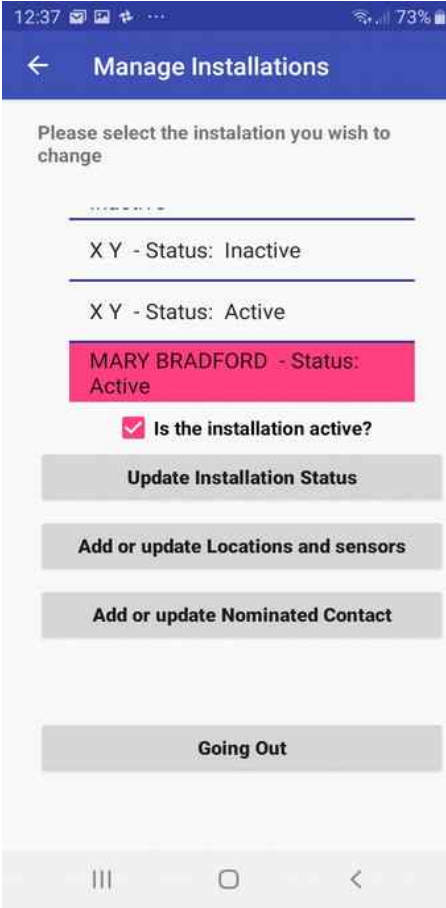 12:37 73%
Manage Installations
Please select the instalation you wish to
change
X Y - Status: Inactive
X Y - Status: Active
MARY BRADFORD - Status:
Active
Is the installation active?
Update Installation Status
Add or update Locations and sensors
Add or update Nominated Contact
Going Out